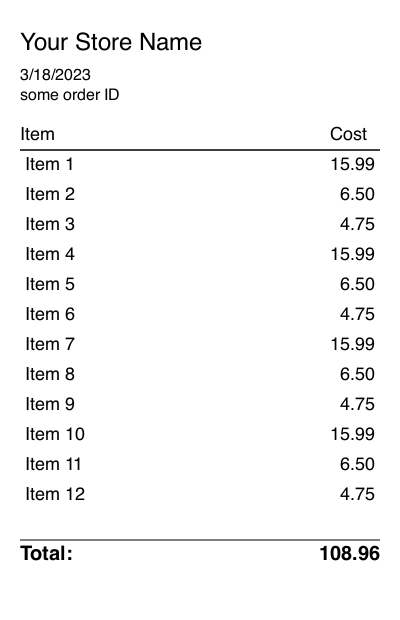 Your Store Name
3/18/2023
some order ID
Item Cost
Item 1 15.99
Item 2 6.50
Item 3 4.75
Item 4 15.99
Item 5 6.50
Item 6 4.75
Item 7 15.99
Item 8 6.50
Item 9 4.75
Item 10 15.99
Item 11 6.50
Item 12 4.75
Total: 108.96